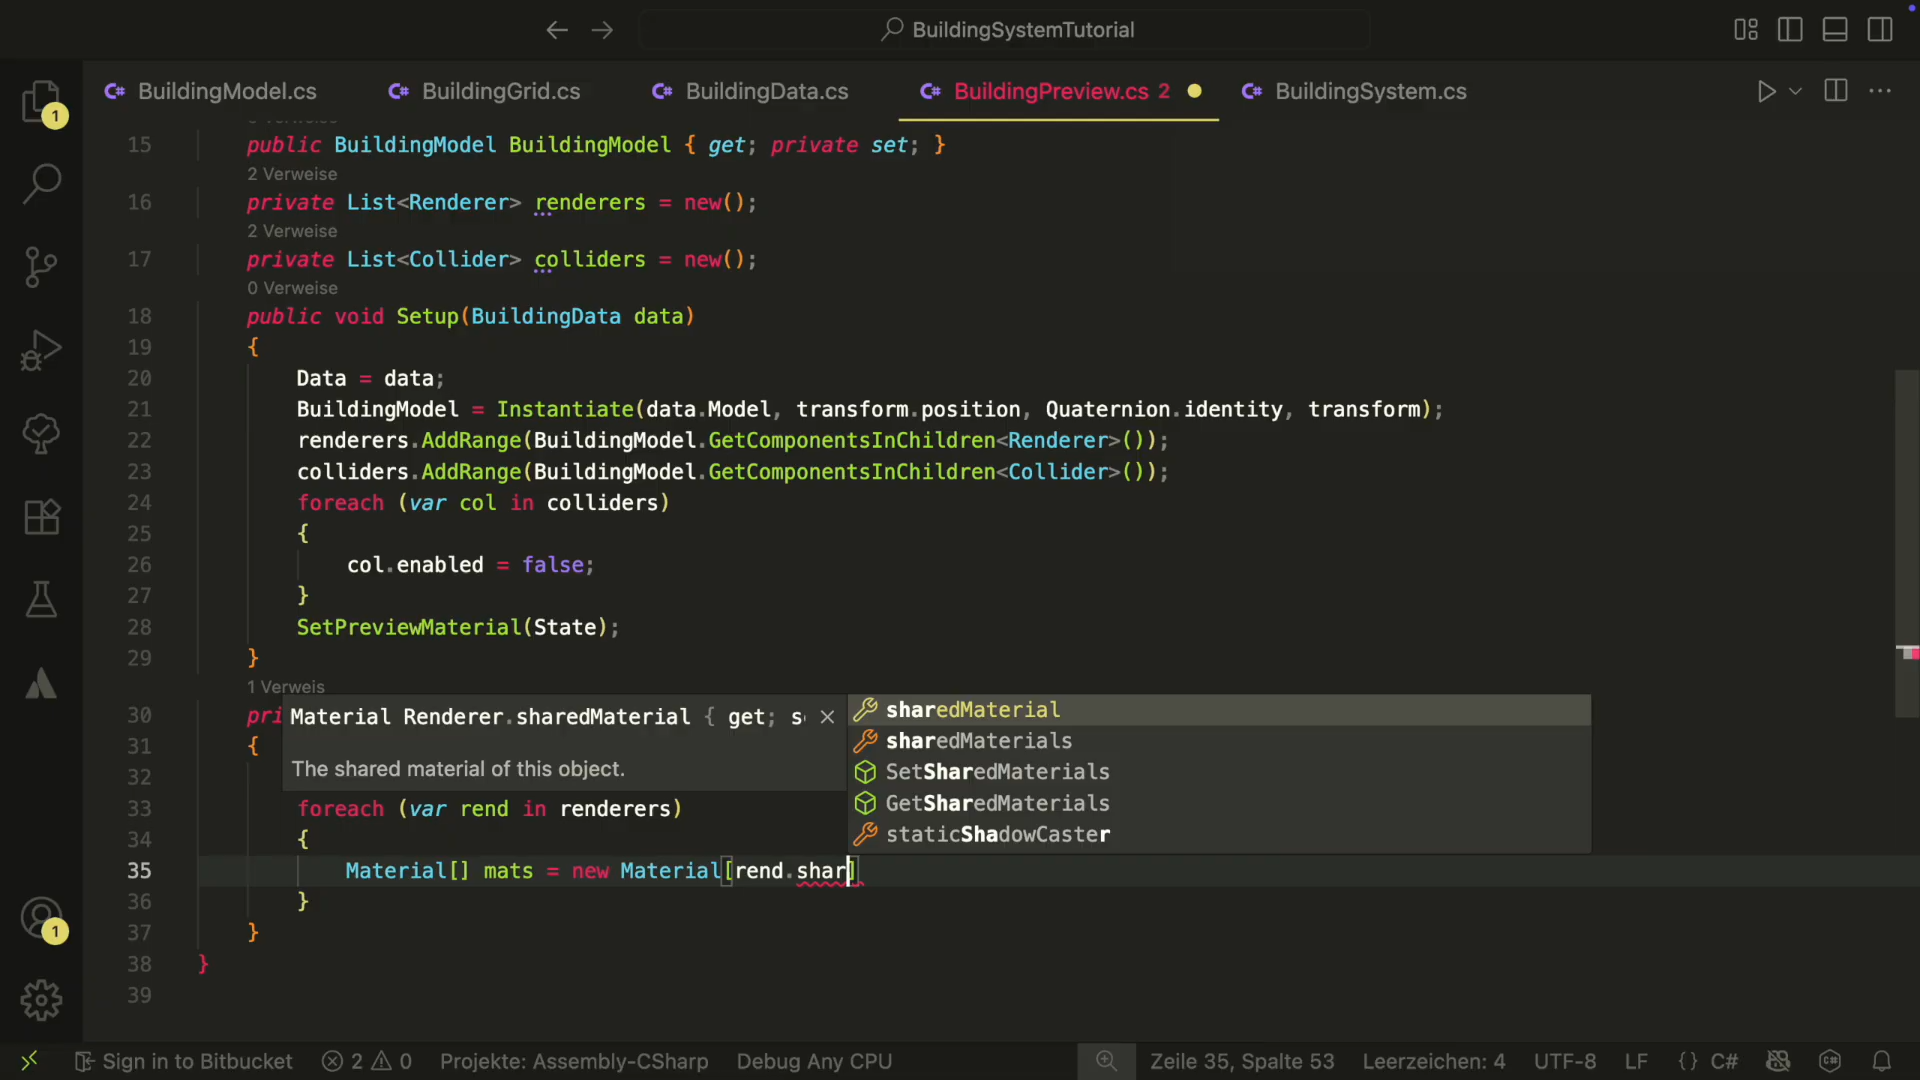 BuildingSystemTutorial
BuildingModel.cs BuildingGrid.cs BuildingData.cs BuildingPreview.cs 2 BuildingSystem.cs
1
15 public BuildingModel BuildingModel { get; private set; }
2 Verweise
16 private List<Renderer> renderers = new();
2 Verweise
17 private List<Collider> colliders = new();
0 Verweise
18 public void Setup(BuildingData data)
19 {
20 Data = data;
21 BuildingModel = Instantiate(data.Model, transform.position, Quaternion.identity, transform);
22 renderers.AddRange(BuildingModel.GetComponentsInChildren<Renderer>());
23 colliders.AddRange(BuildingModel.GetComponentsInChildren<Collider>());
24 foreach (var col in colliders)
25 {
26 col.enabled = false;
27 }
28 SetPreviewMaterial(State);
29 }
1 Verweis
30 pri
Material Renderer.sharedMaterial { get; s
The shared material of this object.
sharedMaterial
sharedMaterials
SetSharedMaterials
GetSharedMaterials
staticShadowCaster
31 {
32
33 foreach (var rend in renderers)
34 {
35 Material[] mats = new Material[rend.shar]
36 }
37 }
38 }
39
1
Sign in to Bitbucket 2 0 Projekte: Assembly-CSharp Debug Any CPU Zeile 35, Spalte 53 Leerzeichen: 4 UTF-8 LF {} C#